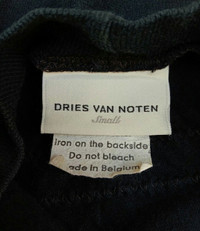 DRIES VAN NOTEN
Small
Iron on the backside
Do not bleach
ade in Belgium